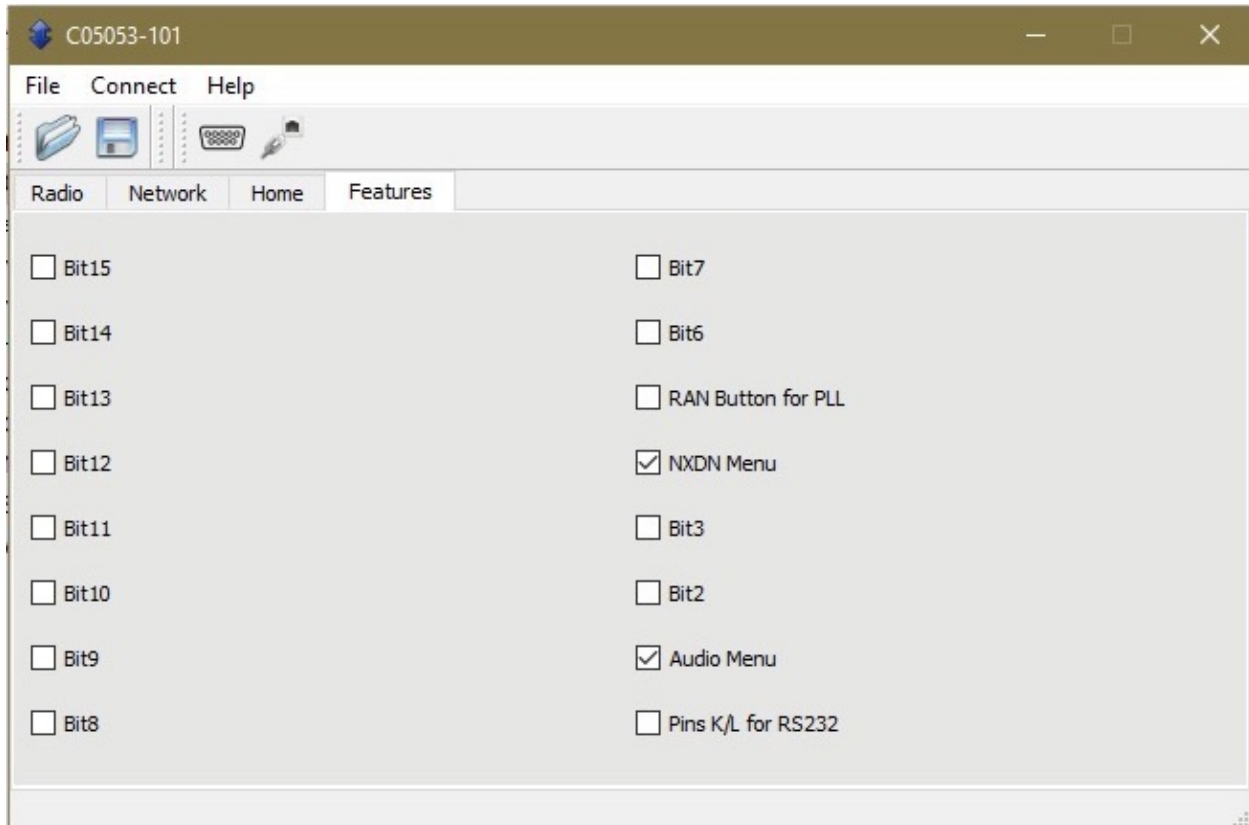 C05053-101
File Connect Help
Radio Network Home Features
Bit15
Bit14
Bit13
Bit12
Bit11
Bit10
Bit9
Bit8
Bit7
Bit6
RAN Button for PLL
NXDN Menu
Bit3
Bit2
Audio Menu
Pins K/L for RS232